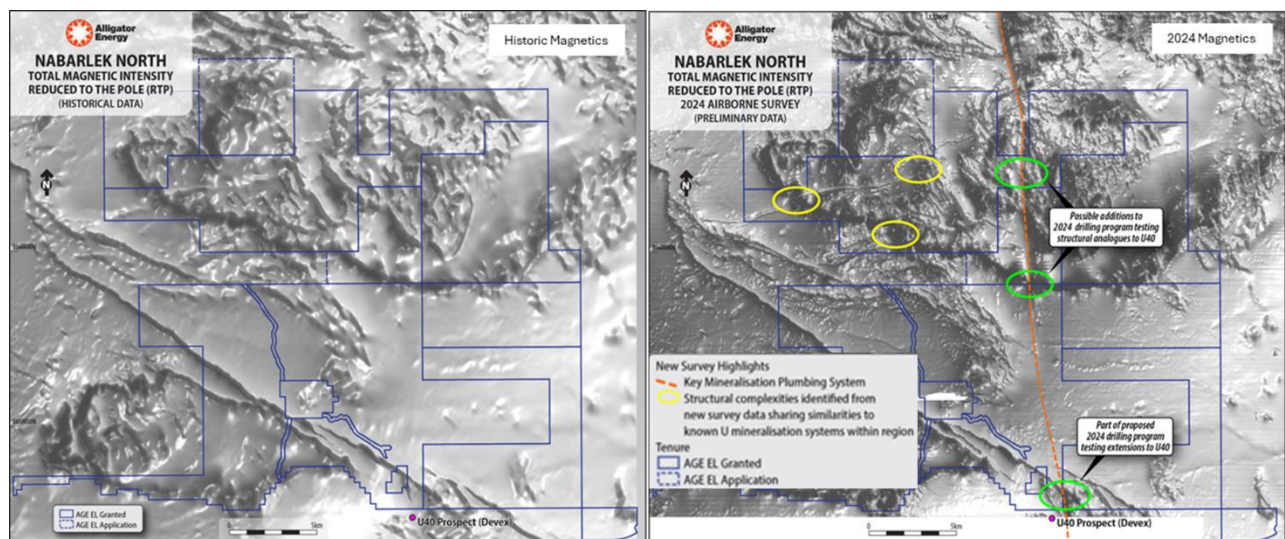 Alligator
Energy
NABARLEK NORTH
TOTAL MAGNETIC INTENSITY
REDUCED TO THE POLE (RTP)
(HISTORICAL DATA)
Historic Magnetics
N
AGE EL Granted
AGE EL Application
0 5km
U40 Prospect (Devex)
Alligator
Energy
NABARLEK NORTH
TOTAL MAGNETIC INTENSITY
REDUCED TO THE POLE (RTP)
2024 AIRBORNE SURVEY
(PRELIMINARY DATA)
2024 Magnetics
N
Possible additions to
2024 drilling program testing
structural analogues to U40
New Survey Highlights
Key Mineralisation Plumbing System
Structural complexities identified from
new survey data sharing similarities to
known U mineralisation systems within region
Tenure
AGE EL Granted
AGE EL Application
Part of proposed
2024 drilling program
testing extensions to U40
0 5km
U40 Prospect (Devex)